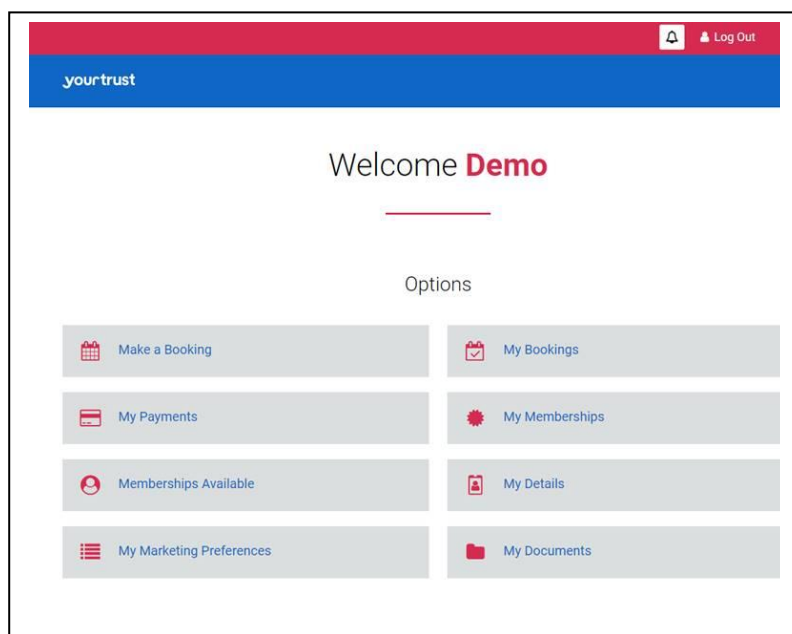 Log Out
yourtrust
Welcome Demo
Options
Make a Booking
My Bookings
My Payments
My Memberships
Memberships Available
My Details
My Marketing Preferences
My Documents